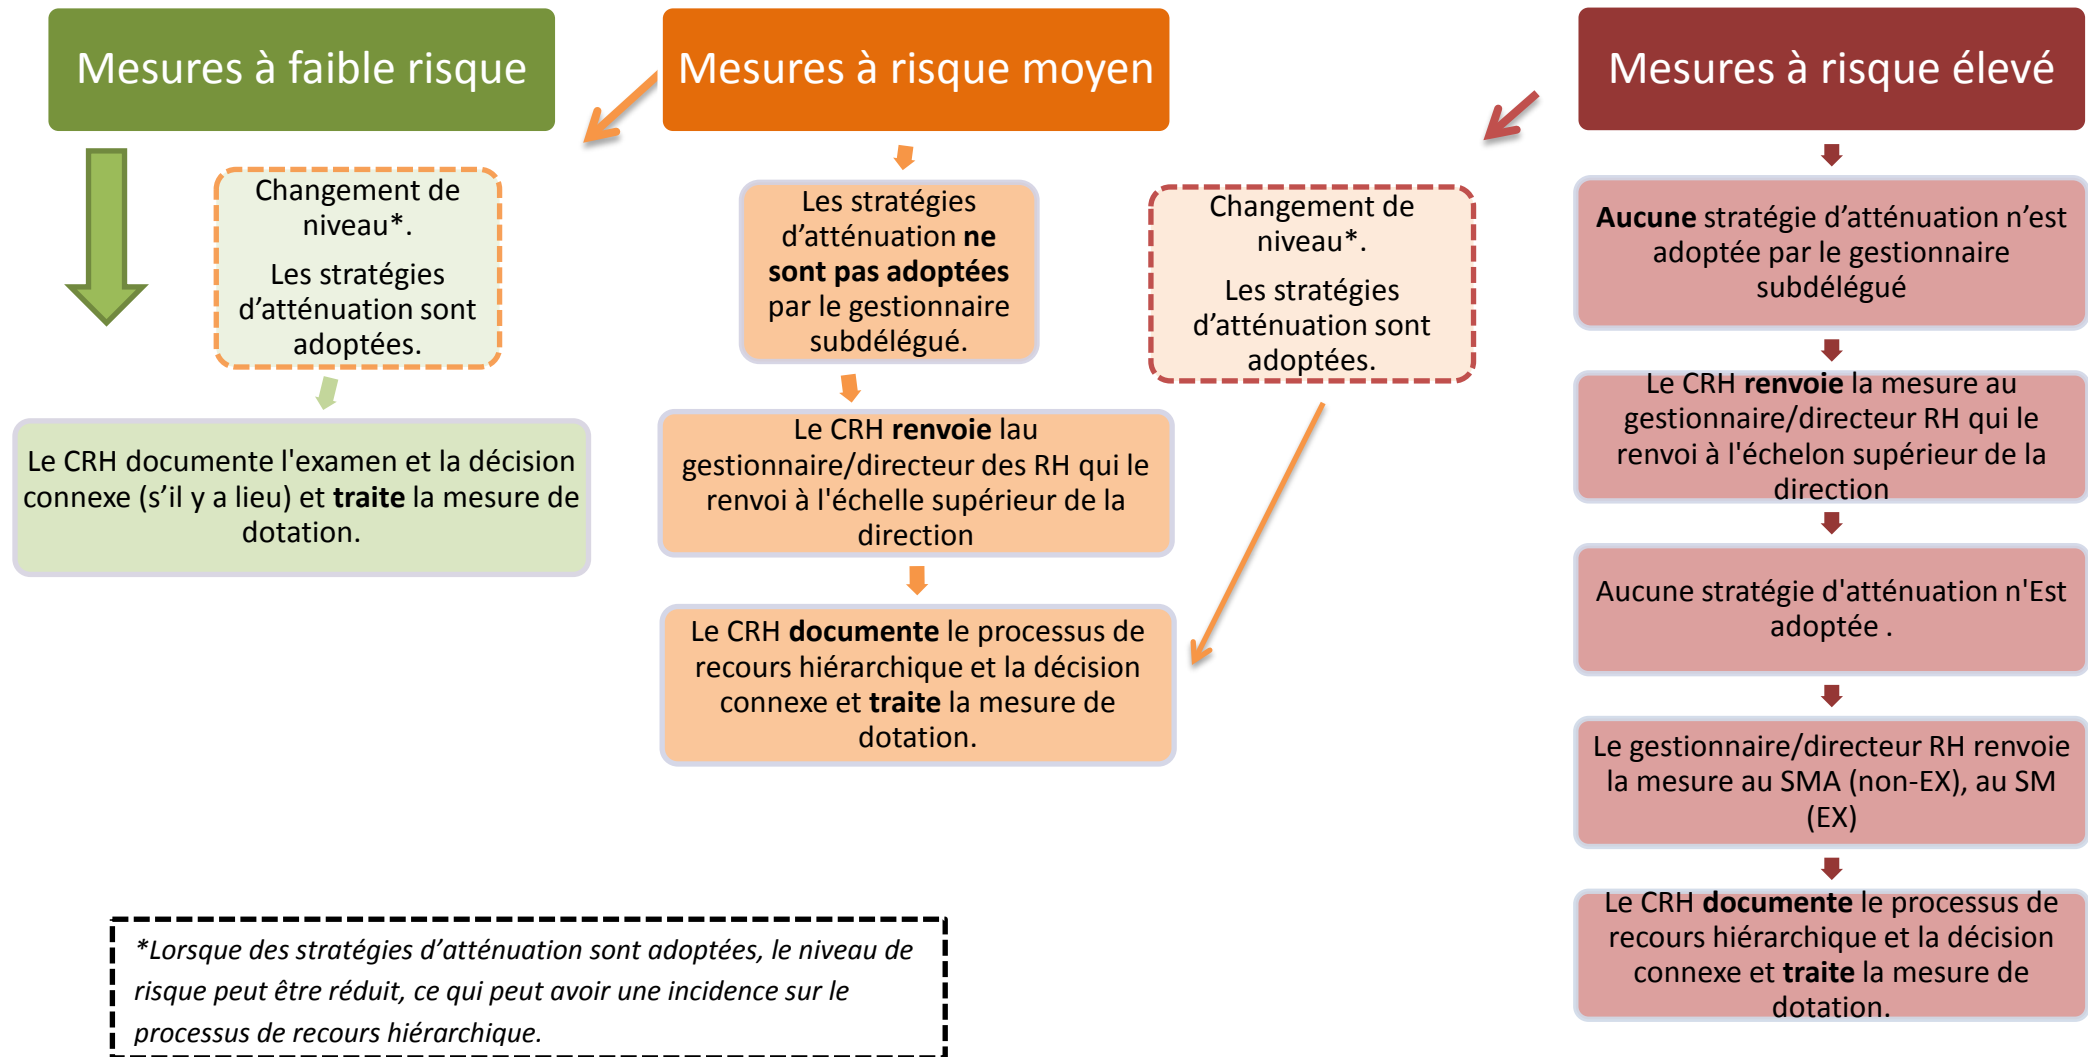 Mesures à faible risque
Changement de
niveau*.
Les stratégies
d’atténuation sont
adoptées.
Le CRH documente l'examen et la décision
connexe (s’il y a lieu) et traite la mesure de
dotation.
Mesures à risque moyen
Les stratégies
d’atténuation ne
sont pas adoptées
par le gestionnaire
subdélégué.
Le CRH renvoie lau
gestionnaire/directeur des RH qui le
renvoi à l'échelle supérieur de la
direction
Le CRH documente le processus de
recours hiérarchique et la décision
connexe et traite la mesure de
dotation.
Changement de
niveau*.
Les stratégies
d’atténuation sont
adoptées.
Mesures à risque élevé
Aucune stratégie d’atténuation n’est
adoptée par le gestionnaire
subdélégué
Le CRH renvoie la mesure au
gestionnaire/directeur RH qui le
renvoi à l'échelon supérieur de la
direction
Aucune stratégie d'atténuation n'Est
adoptée .
Le gestionnaire/directeur RH renvoie
la mesure au SMA (non-EX), au SM
(EX)
Le CRH documente le processus de
recours hiérarchique et la décision
connexe et traite la mesure de
dotation.
*Lorsque des stratégies d’atténuation sont adoptées, le niveau de
risque peut être réduit, ce qui peut avoir une incidence sur le
processus de recours hiérarchique.